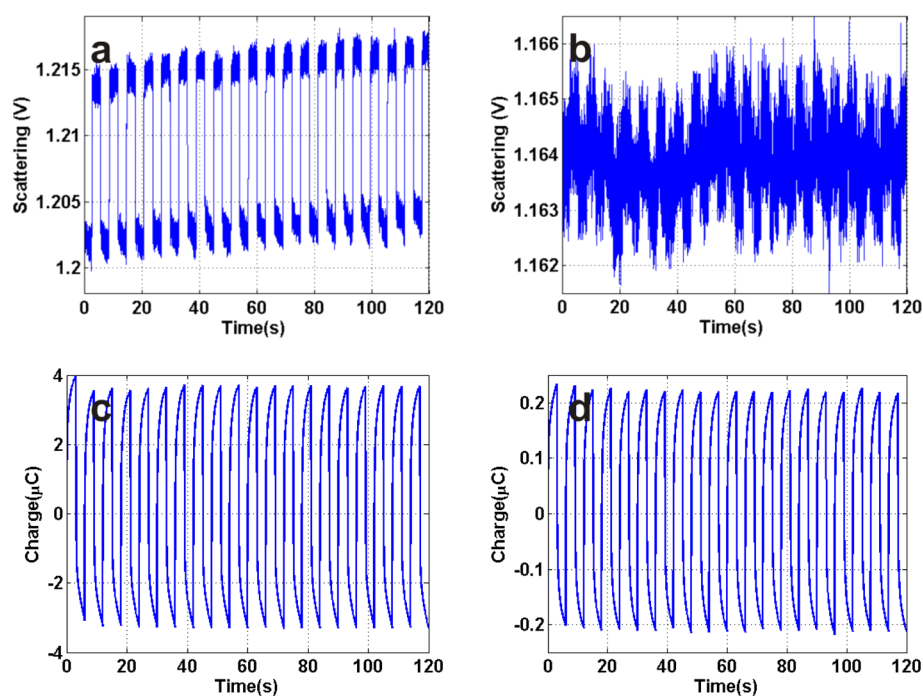 a
Scattering (V)
1.215
1.21
1.205
1.2
0 20 40 60 80 100 120
Time(s)
b
Scattering (V)
1.166
1.165
1.164
1.163
1.162
0 20 40 60 80 100 120
Time(s)
c
Charge(μC)
4
2
0
-2
-4
0 20 40 60 80 100 120
Time(s)
d
Charge(μC)
0.2
0.1
0
-0.1
-0.2
0 20 40 60 80 100 120
Time(s)